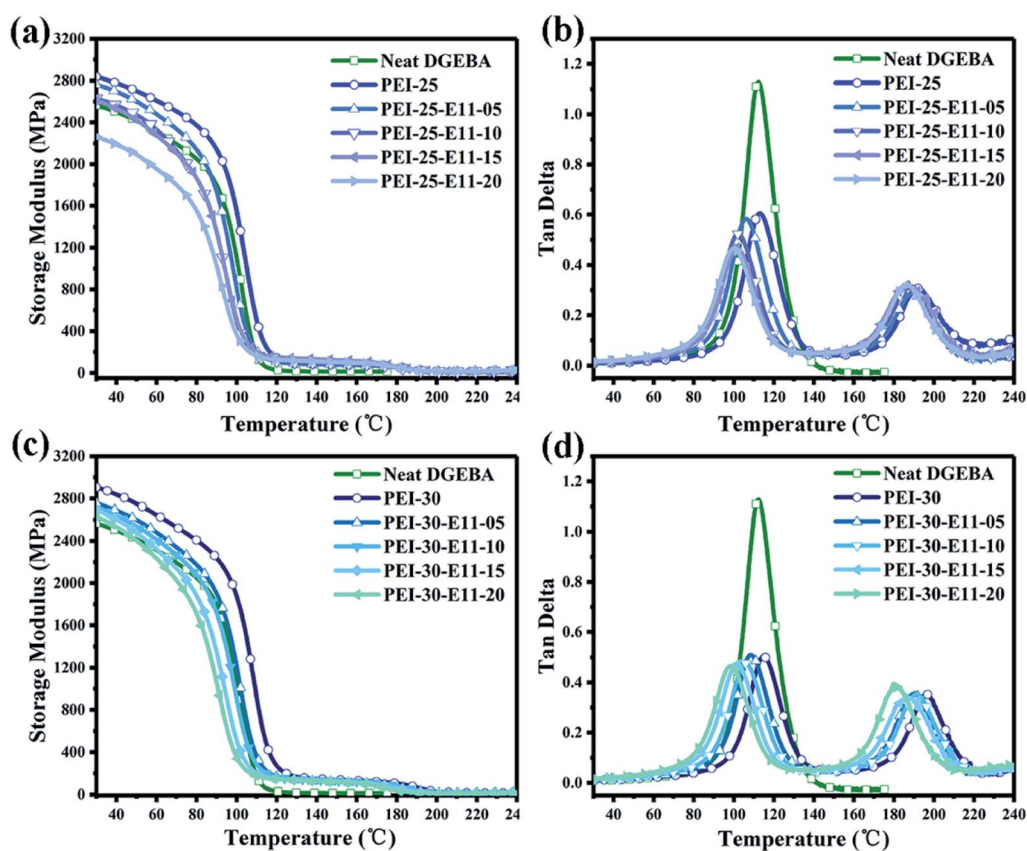 (a)
3200
2800
2400
2000
1600
1200
800
400
0
Storage Modulus (MPa)
Neat DGEBA
PEI-25
PEI-25-E11-05
PEI-25-E11-10
PEI-25-E11-15
PEI-25-E11-20
40 60 80 100 120 140 160 180 200 220 240
Temperature (℃)
(b)
1.2
1.0
0.8
0.6
0.4
0.2
0.0
Tan Delta
Neat DGEBA
PEI-25
PEI-25-E11-05
PEI-25-E11-10
PEI-25-E11-15
PEI-25-E11-20
40 60 80 100 120 140 160 180 200 220 240
Temperature (℃)
(c)
3200
2800
2400
2000
1600
1200
800
400
0
Storage Modulus (MPa)
Neat DGEBA
PEI-30
PEI-30-E11-05
PEI-30-E11-10
PEI-30-E11-15
PEI-30-E11-20
40 60 80 100 120 140 160 180 200 220 240
Temperature (℃)
(d)
1.2
1.0
0.8
0.6
0.4
0.2
0.0
Tan Delta
Neat DGEBA
PEI-30
PEI-30-E11-05
PEI-30-E11-10
PEI-30-E11-15
PEI-30-E11-20
40 60 80 100 120 140 160 180 200 220 240
Temperature (℃)